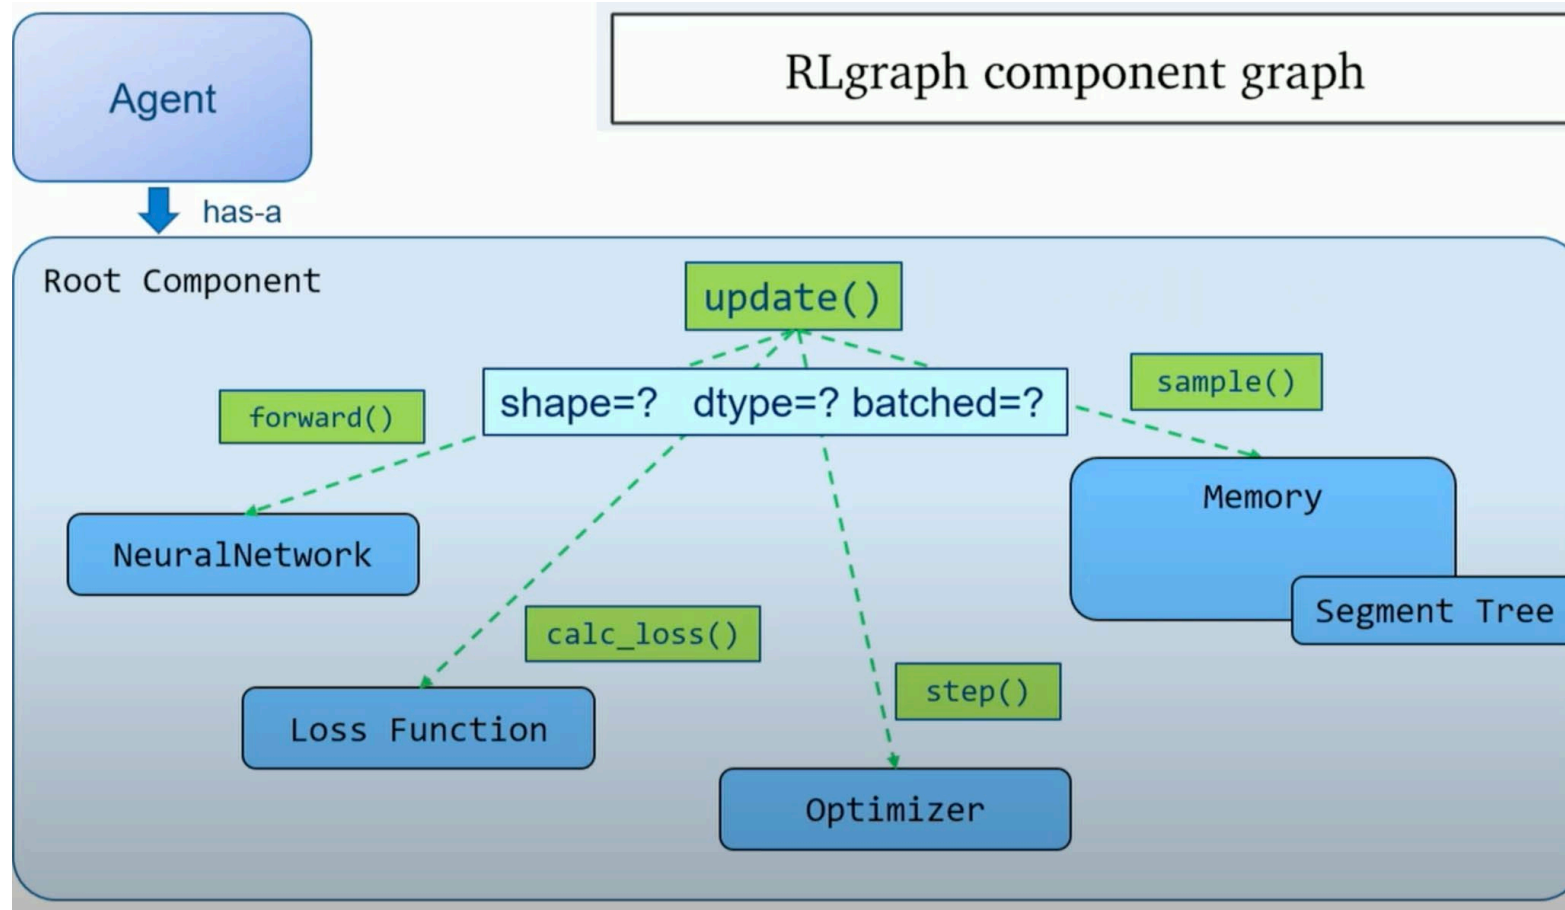 Agent
RLgraph component graph
has-a
Root Component
update()
sample()
shape=? dtype=? batched=?
forward()
Memory
NeuralNetwork
Segment Tree
calc_loss()
step()
Loss Function
Optimizer